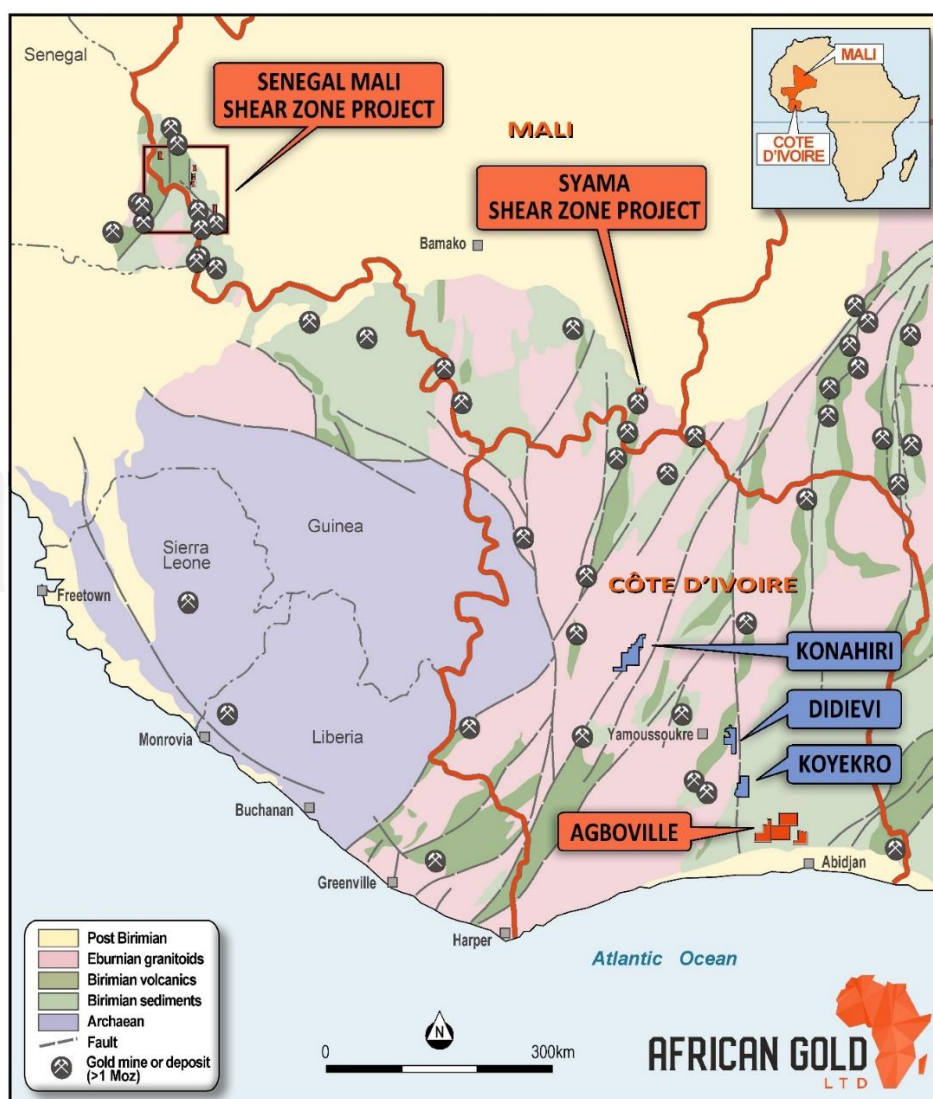 Senegal
SENEGAL MALI
SHEAR ZONE PROJECT
MALI
MALI
COTE
D'IVOIRE
SYAMA
SHEAR ZONE PROJECT
Bamako
Guinea
Sierra
Leone
Freetown
CÔTE D'IVOIRE
KONAHIRI
DIDIEVI
Yamoussoukre
KOYEKRO
Monrovia
Liberia
Buchanan
AGBOVILLE
Abidjan
Greenville
Harper
Atlantic Ocean
Post Birimian
Eburnian granitoids
Birimian volcanics
Birimian sediments
Archaean
Fault
Gold mine or deposit
(>1 Moz)
N
0 300km
AFRICAN GOLD
LTD